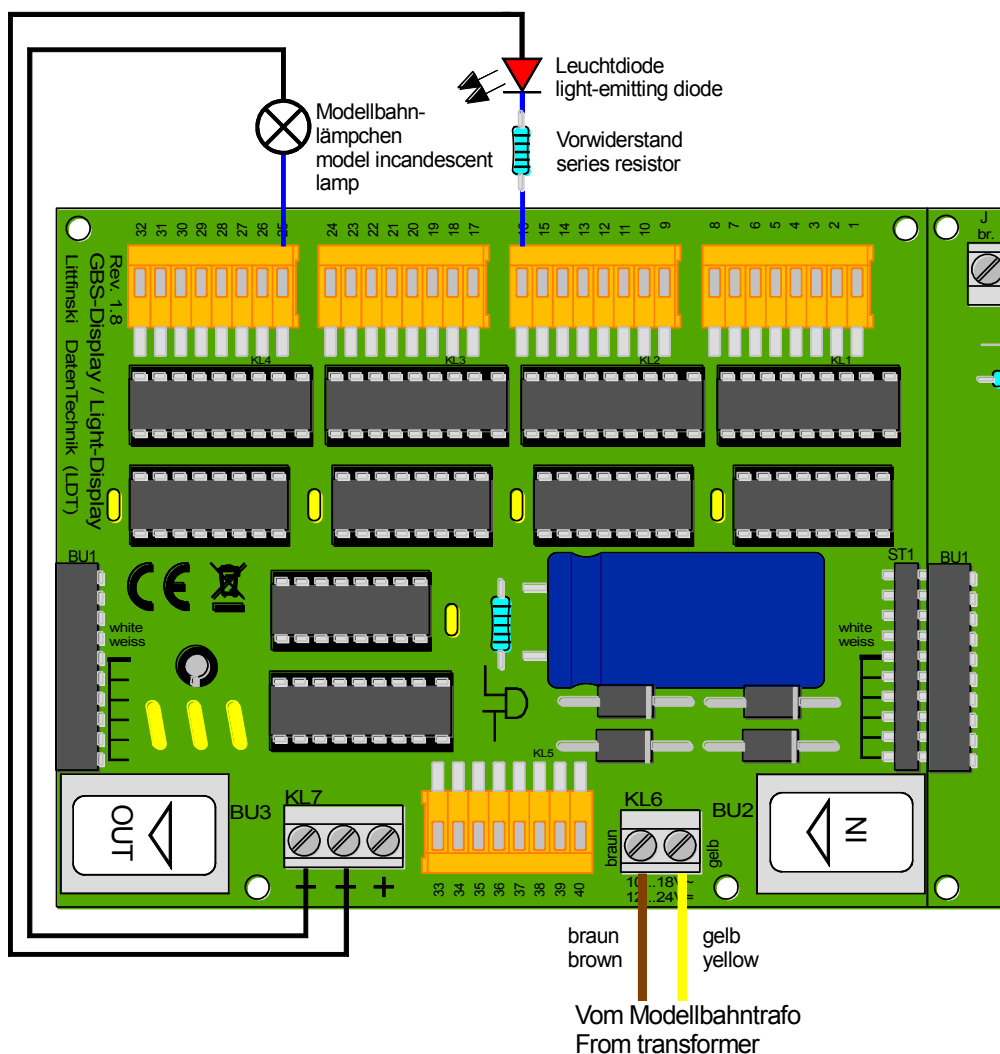 Leuchtdiode
light-emitting diode
Modellbahn-
lämpchen
model incandescent
lamp
Vorwiderstand
series resistor
32 31 30 29 28 27 26 25
24 23 22 21 20 19 18 17
16 15 14 13 12 11 10 9
8 7 6 5 4 3 2 1
J
br.
Rev. 1.8
GBS-Display / Light-Display
Littfinski DatenTechnik (LDT)
KL4
KL3
KL2
KL1
BU1
CE
white
weiss
ST1
BU1
white
weiss
KL5
OUT
BU3
KL7
+ + +
33 34 35 36 37 38 39 40
KL6
braun
gelb
BU2
IN
10...18V~
12...24V=
braun
brown
gelb
yellow
Vom Modellbahntrafo
From transformer